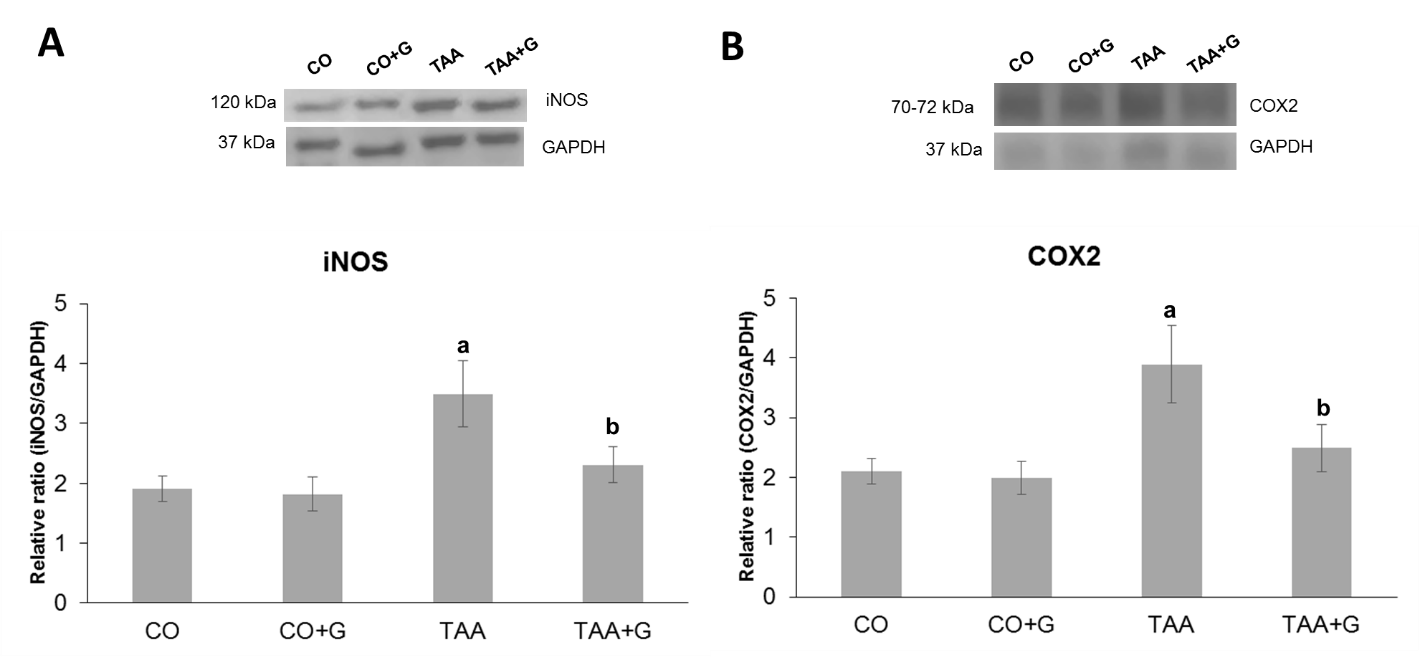 A
CO CO+G TAA TAA+G
120 kDa iNOS
37 kDa GAPDH
iNOS
Relative ratio (iNOS/GAPDH)
5
4
3
2
1
0
a
b
CO CO+G TAA TAA+G
B
CO CO+G TAA TAA+G
70-72 kDa COX2
37 kDa GAPDH
COX2
Relative ratio (COX2/GAPDH)
5
4
3
2
1
0
a
b
CO CO+G TAA TAA+G